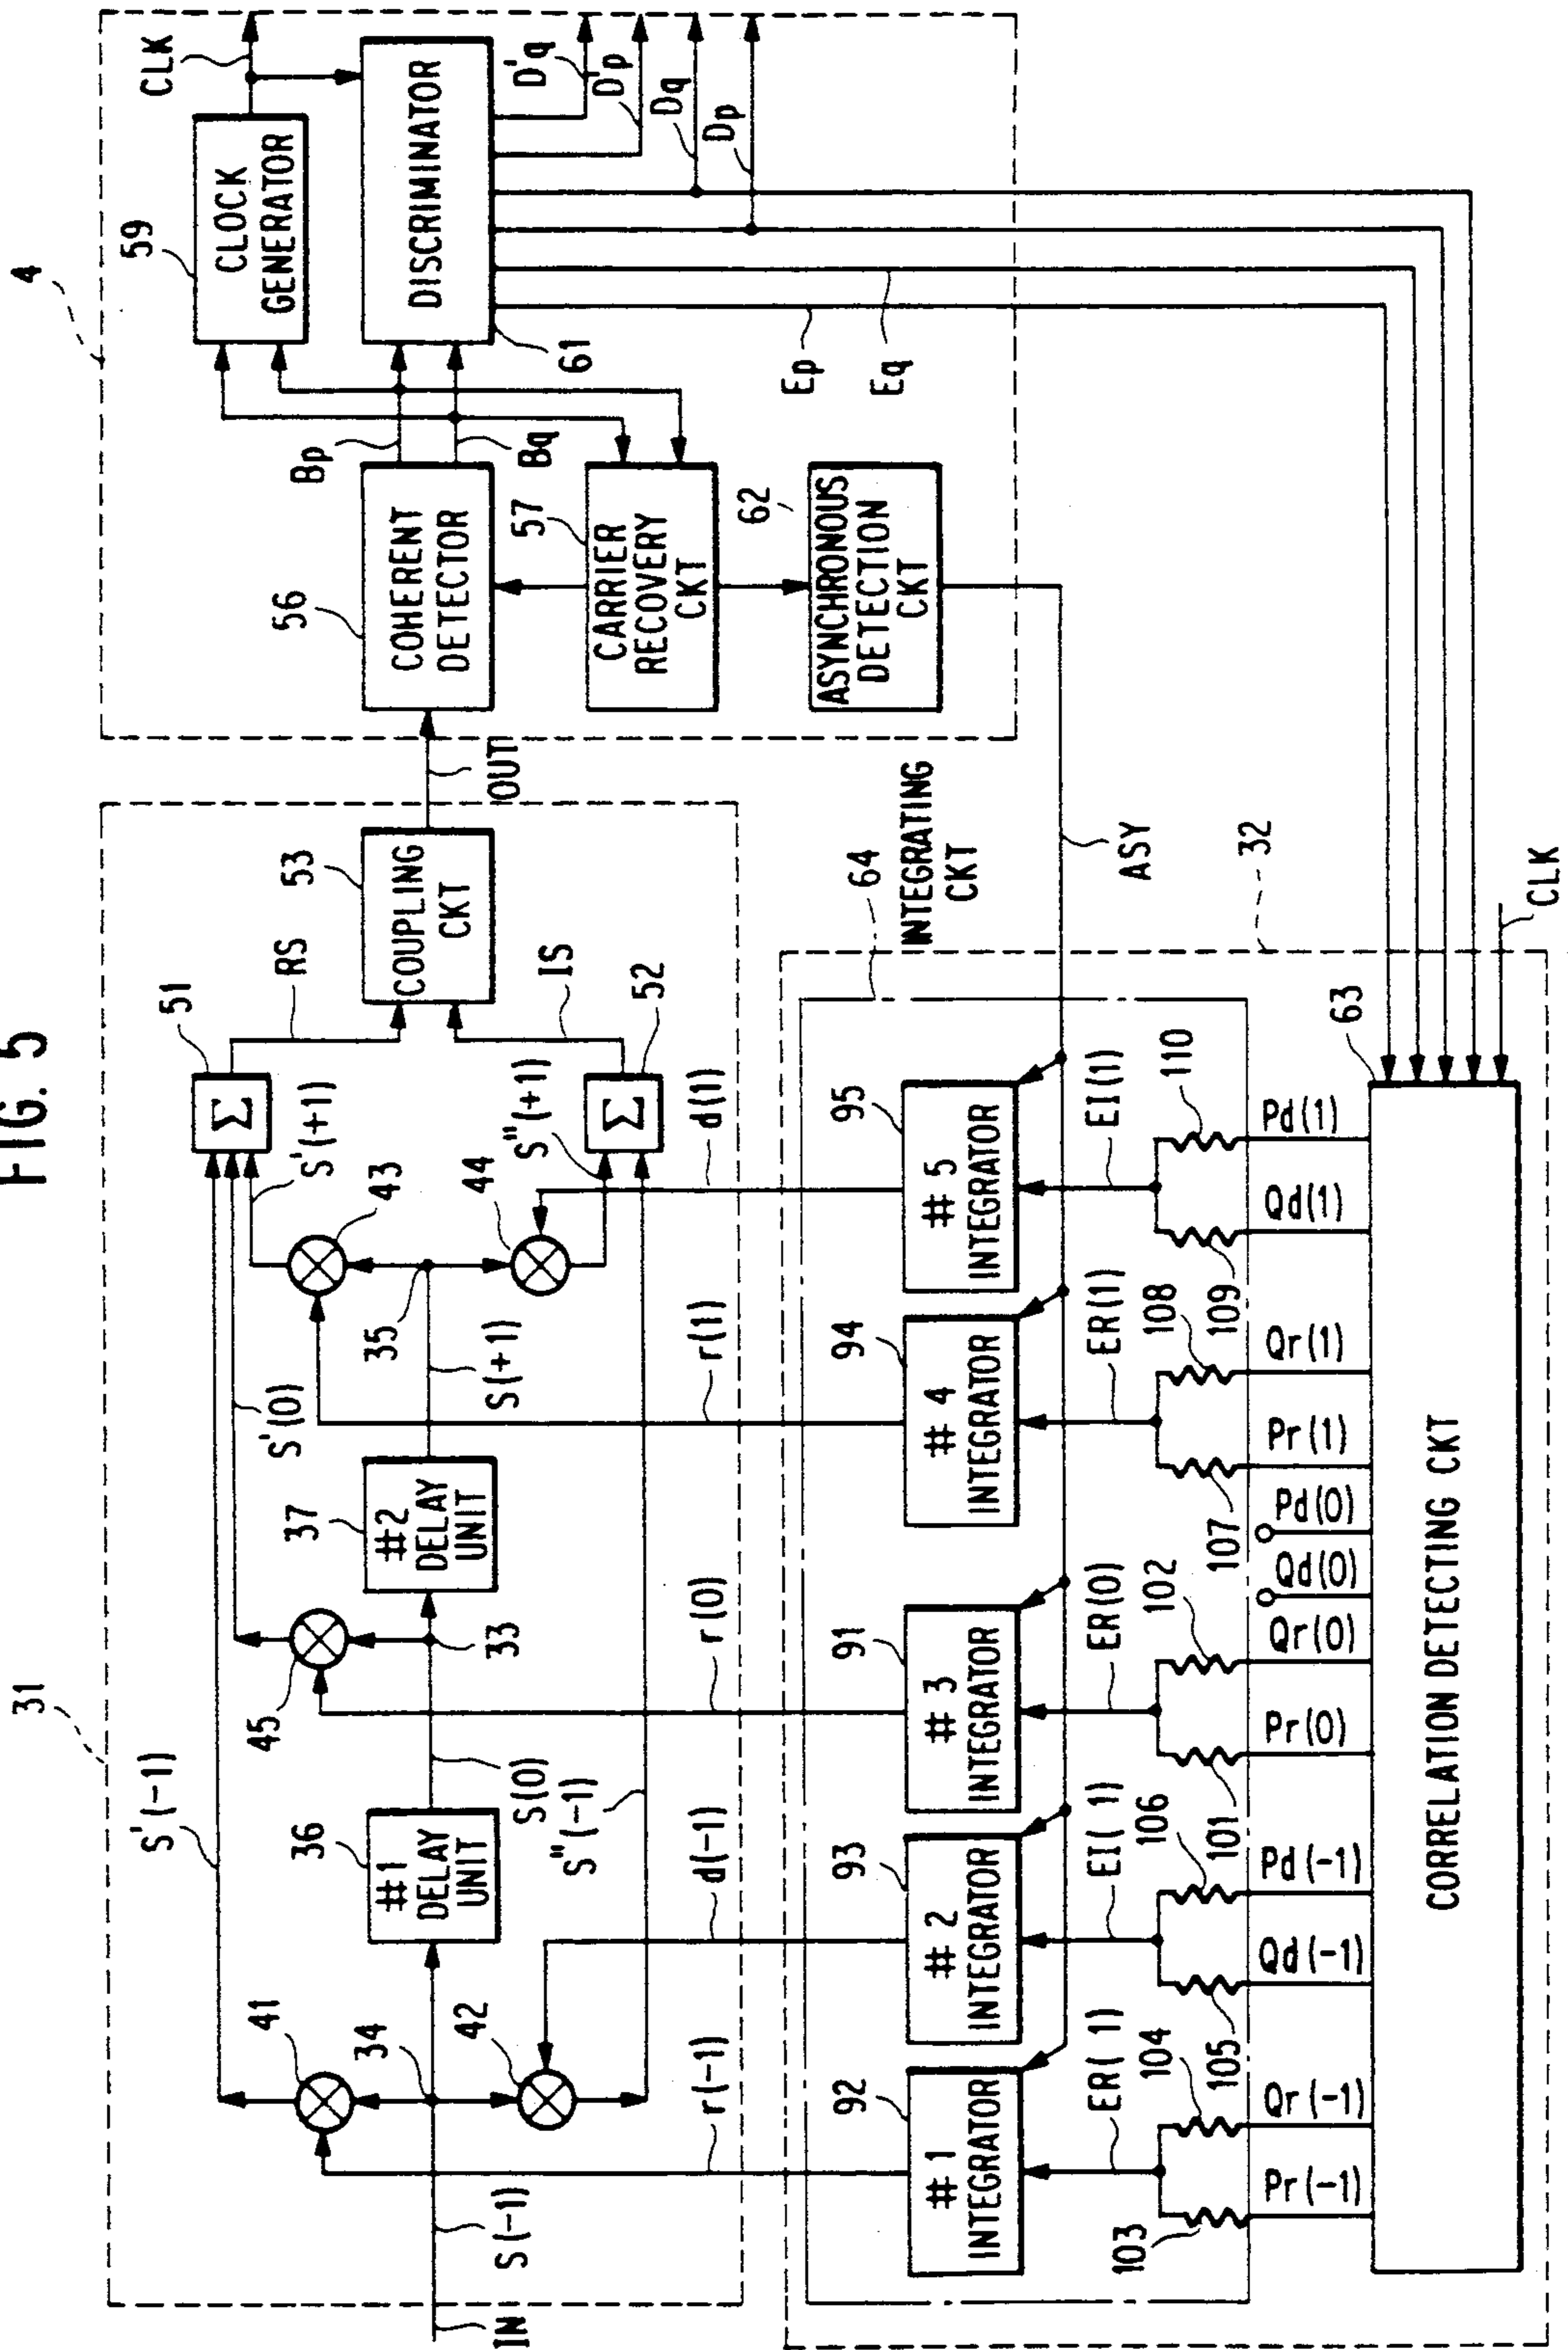 FIG. 5
31
4
S'(-1)
51
RS
CLK
59
CLOCK
GENERATOR
41
45
S'(0)
S'(+1)
43
53
COUPLING
CKT
OUT
56
COHERENT
DETECTOR
Bp
Bq
DISCRIMINATOR
61
D'q
D'p
Dq
Dp
IN
S(-1)
34
36
#1
DELAY
UNIT
S(0)
33
37
#2
DELAY
UNIT
S(+1)
35
Σ
IS
57
CARRIER
RECOVERY
CKT
42
S"(-1)
44
S"(+1)
Σ
52
62
ASYNCHRONOUS
DETECTION
CKT
Ep
Eq
r(-1)
d(-1)
r(0)
r(1)
d(1)
64
INTEGRATING
CKT
ASY
32
92
#1
INTEGRATOR
93
#2
INTEGRATOR
91
#3
INTEGRATOR
94
#4
INTEGRATOR
95
#5
INTEGRATOR
ER( 1)
EI( 1)
ER(0)
ER(1)
EI(1)
103
104
105
106
101
102
107
108
109
110
Pr(-1)
Qr(-1)
Qd(-1)
Pd(-1)
Pr(0)
Qr(0)
Qd(0)
Pd(0)
Pr(1)
Qr(1)
Qd(1)
Pd(1)
63
CORRELATION DETECTING CKT
CLK